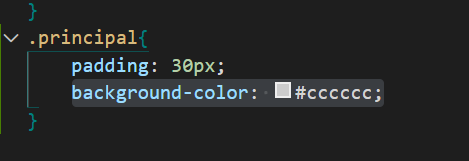 }
.principal{
padding: 30px;
background-color: #cccccc;
}